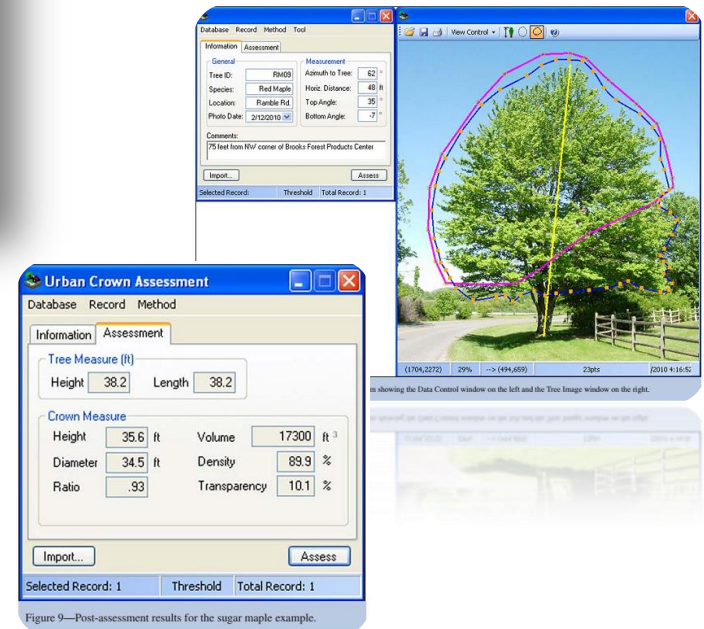 Database Record Method Tool
Information Assessment
General
Tree ID: RM09
Species: Red Maple
Location: Ramble Rd.
Photo Date: 2/12/2010
Measurement
Azimuth to Tree: 62 °
Horiz. Distance: 48 ft
Top Angle: 35 °
Bottom Angle: -7 °
Comments:
75 feet from NW corner of Brooks Forest Products Center
Import... Assess
Selected Record: Threshold Total Record: 1
View Control
(1704,2272) 29% --> (494,659) 23pts /2010 4:16:52
n showing the Data Control window on the left and the Tree Image window on the right.
Urban Crown Assessment
Database Record Method
Information Assessment
Tree Measure (ft)
Height 38.2 Length 38.2
Crown Measure
Height 35.6 ft Volume 17300 ft 3
Diameter 34.5 ft Density 89.9 %
Ratio .93 Transparency 10.1 %
Import... Assess
Selected Record: 1 Threshold Total Record: 1
Figure 9—Post-assessment results for the sugar maple example.